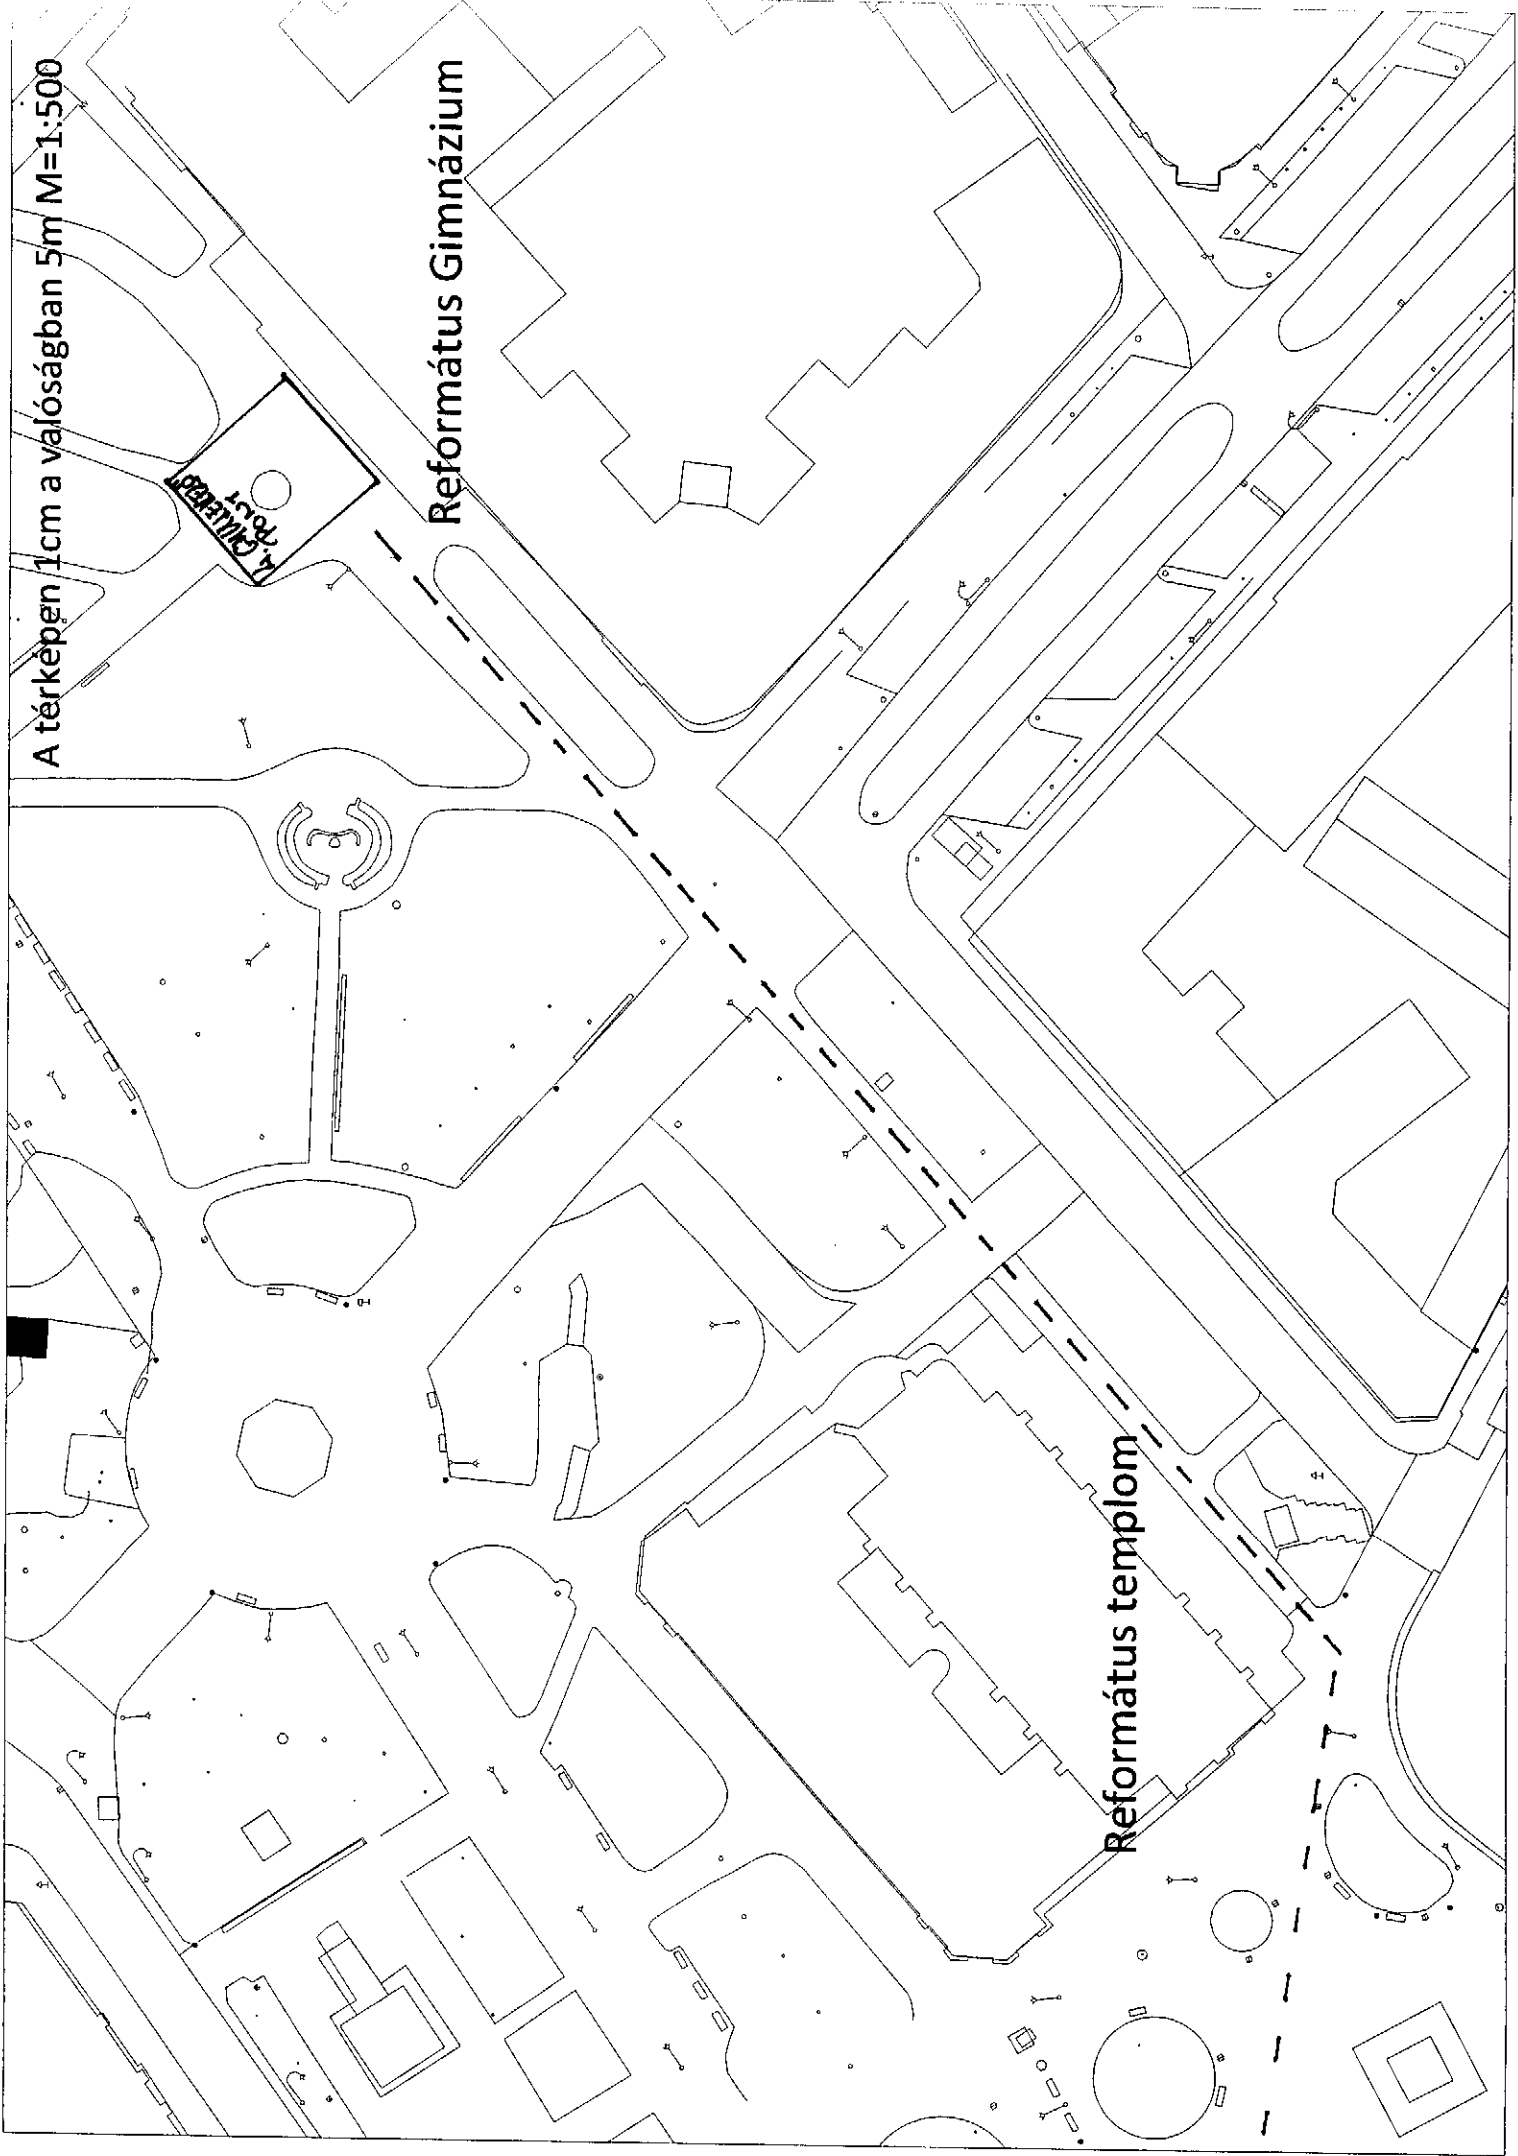 A térképen 1cm a valóságban 5m M=1:500
Református Gimnázium
Református templom